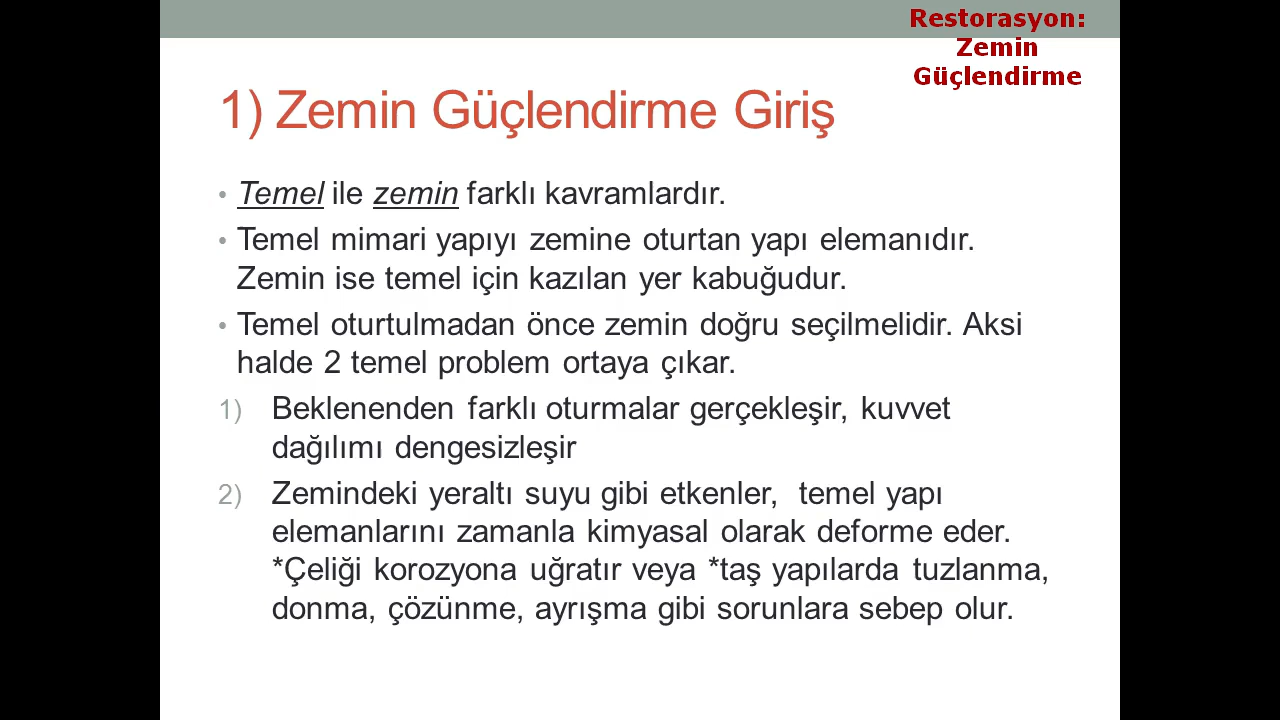 Restorasyon:
Zemin
Güçlendirme
1) Zemin Güçlendirme Giriş
• Temel ile zemin farklı kavramlardır.
• Temel mimari yapıyı zemine oturtan yapı elemanıdır.
Zemin ise temel için kazılan yer kabuğudur.
• Temel oturtulmadan önce zemin doğru seçilmelidir. Aksi
halde 2 temel problem ortaya çıkar.
1) Beklenenden farklı oturmalar gerçekleşir, kuvvet
dağılımı dengesizleşir
2) Zemindeki yeraltı suyu gibi etkenler, temel yapı
elemanlarını zamanla kimyasal olarak deforme eder.
*Çeliği korozyona uğratır veya *taş yapılarda tuzlanma,
donma, çözünme, ayrışma gibi sorunlara sebep olur.